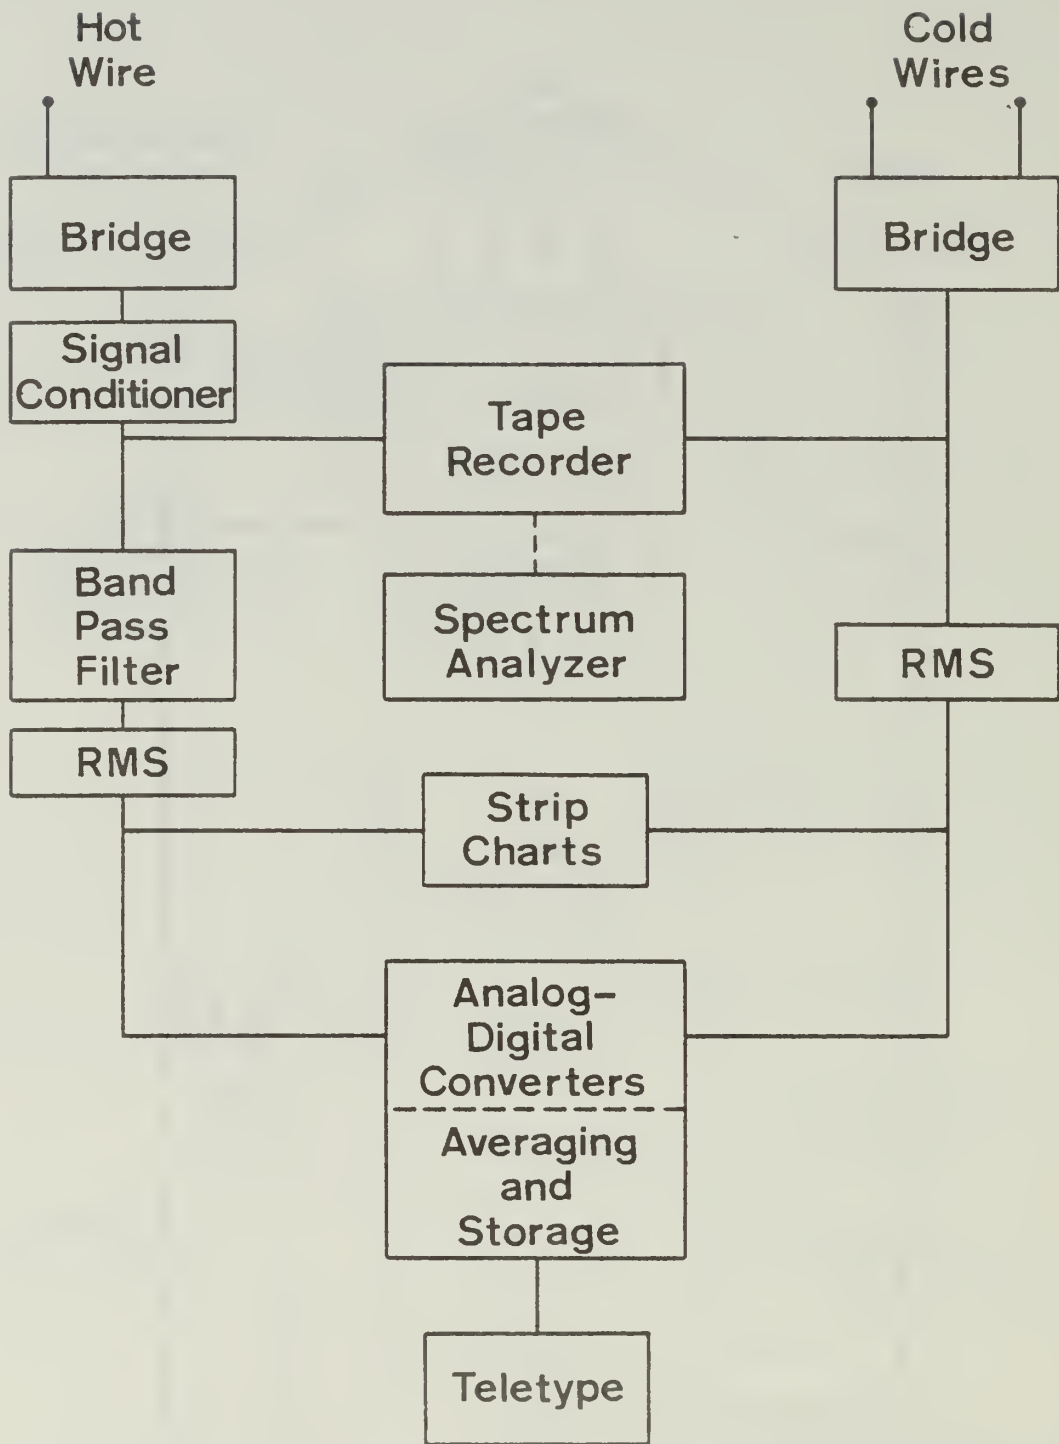 Hot
Wire
Cold
Wires
Bridge
Bridge
Signal
Conditioner
Tape
Recorder
Band
Pass
Filter
Spectrum
Analyzer
RMS
RMS
Strip
Charts
Analog-
Digital
Converters
Averaging
and
Storage
Teletype